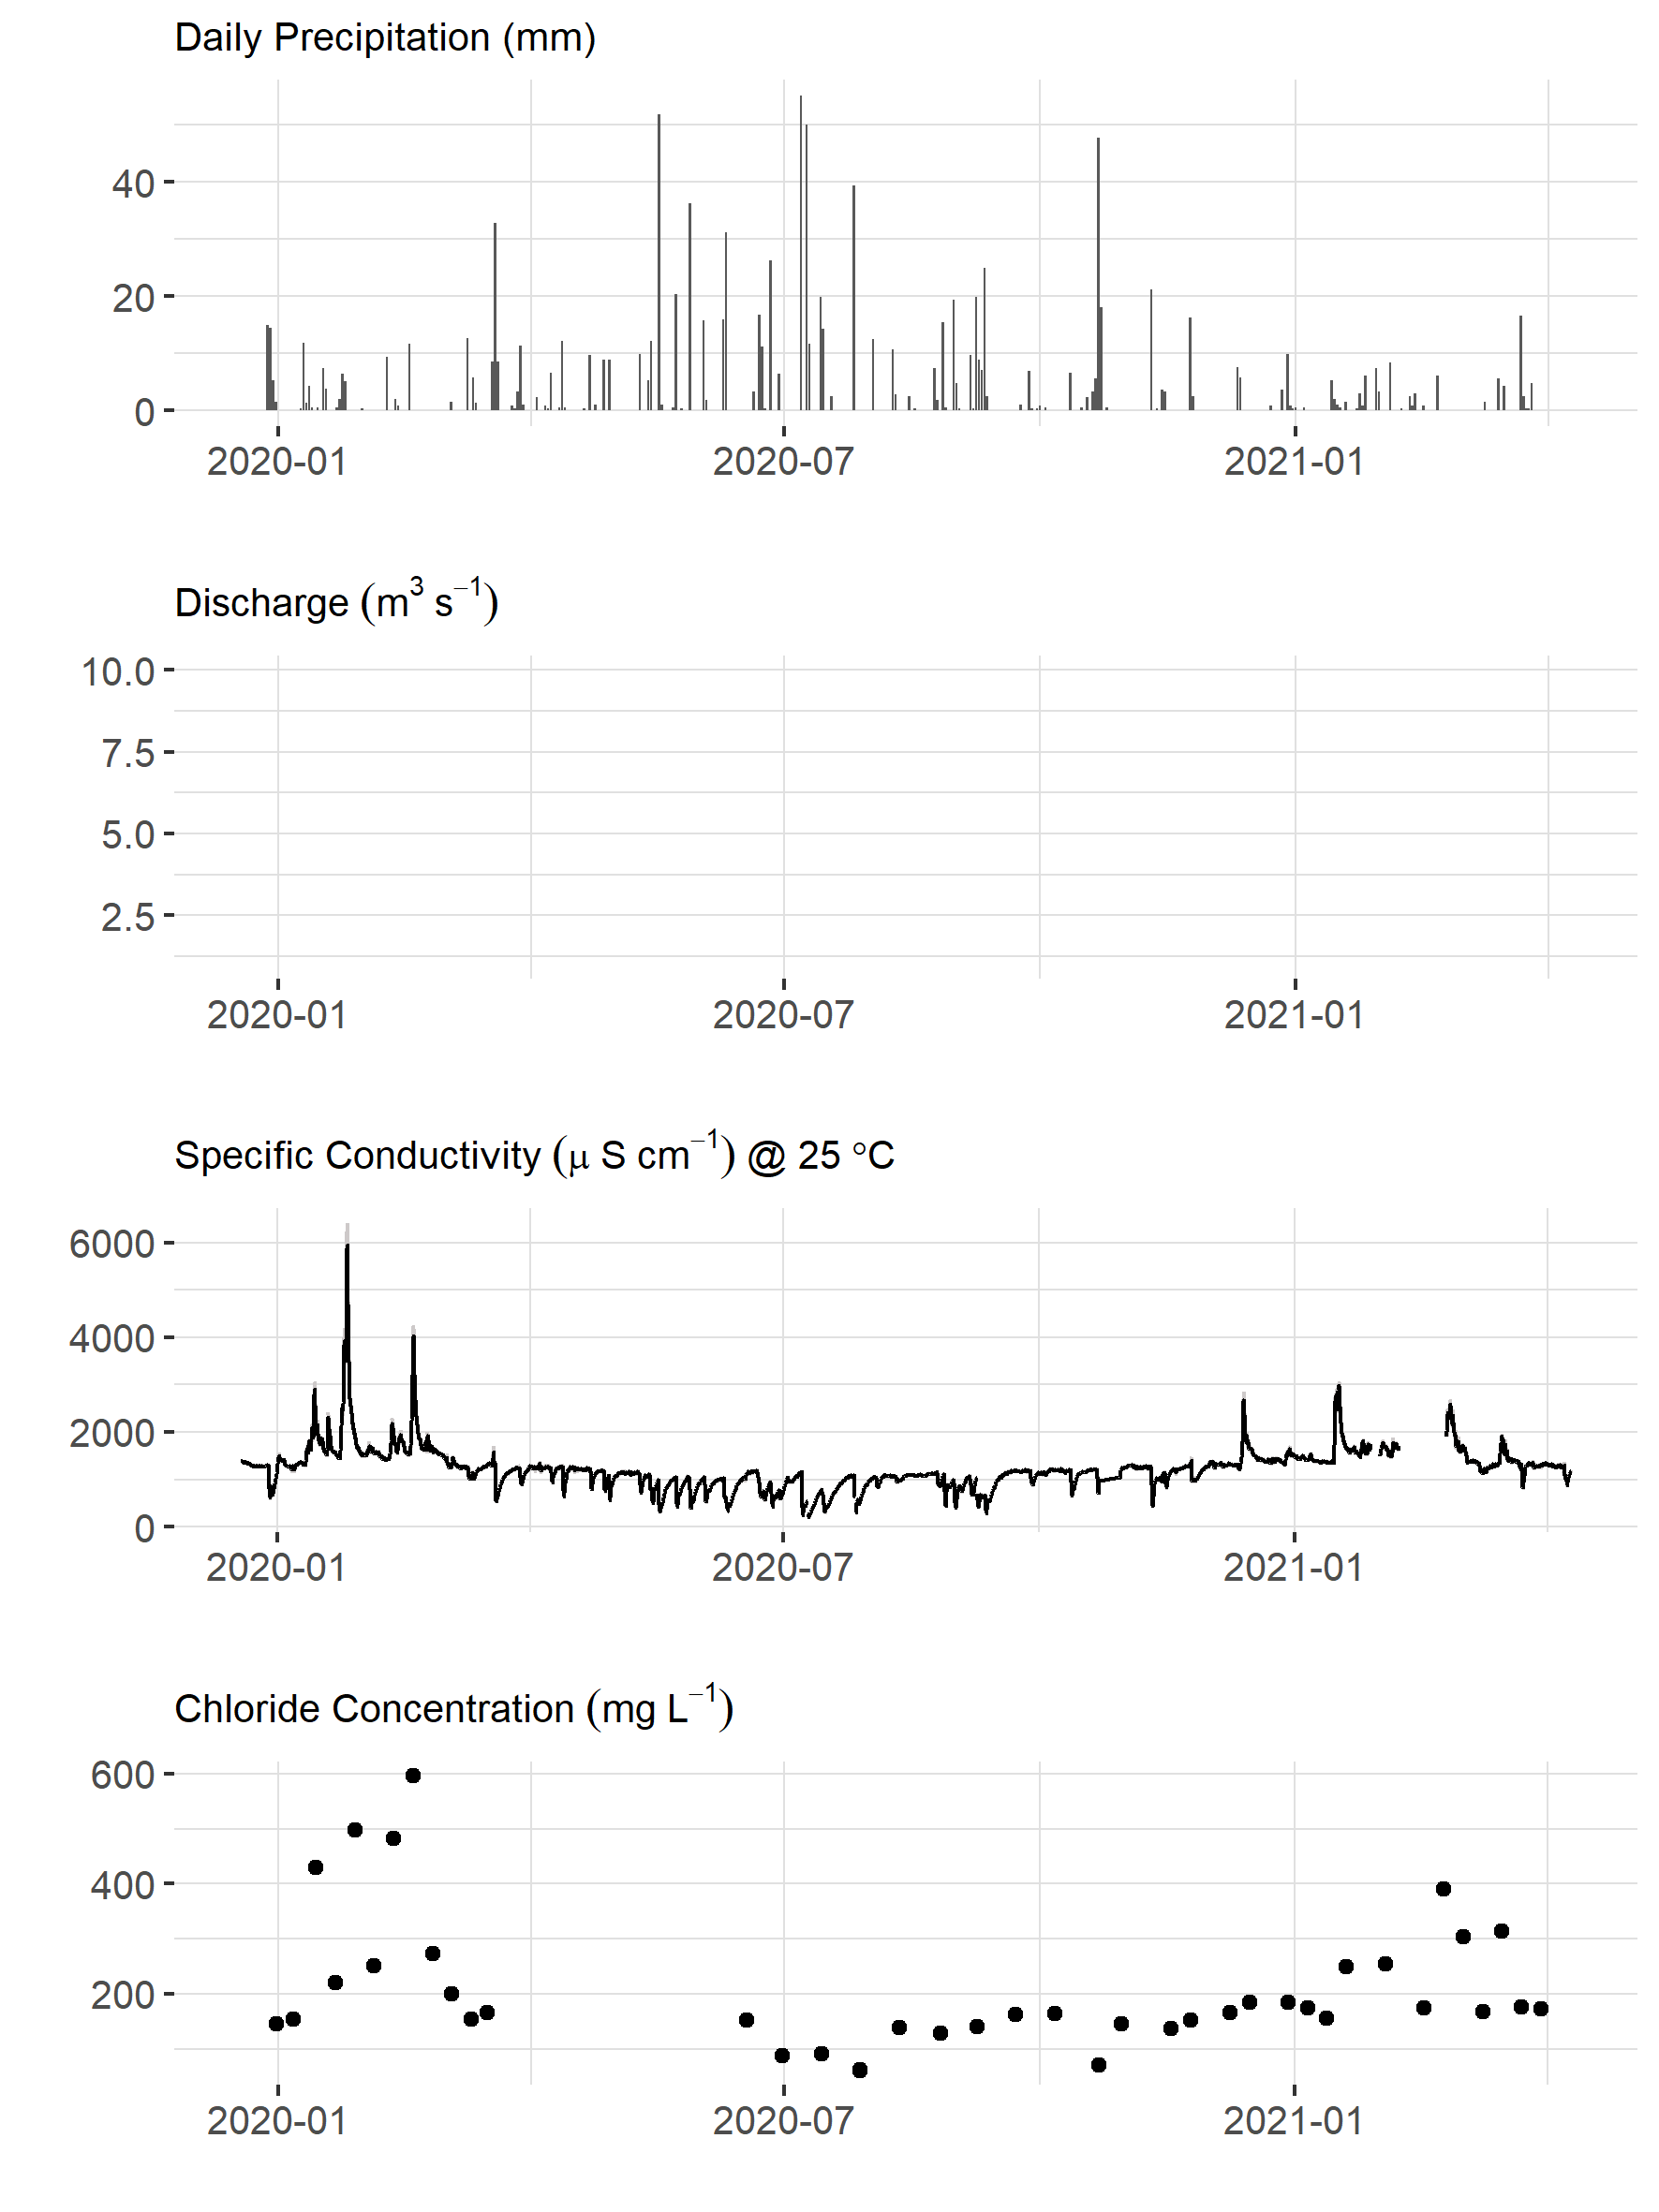 Daily Precipitation (mm)
40
20
0
2020-01 2020-07 2021-01
Discharge (m³ s⁻¹)
10.0
7.5
5.0
2.5
2020-01 2020-07 2021-01
Specific Conductivity (μ S cm⁻¹) @ 25 °C
6000
4000
2000
0
2020-01 2020-07 2021-01
Chloride Concentration (mg L⁻¹)
600
400
200
2020-01 2020-07 2021-01